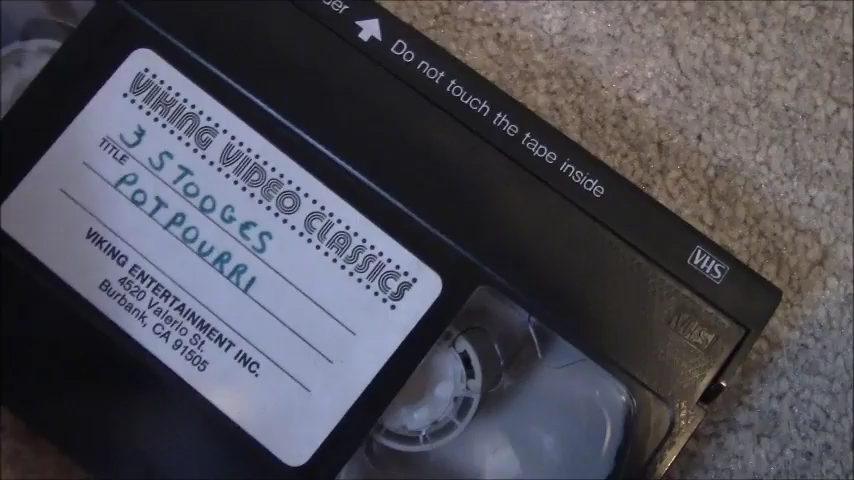 Do not touch the tape inside
VHS
VIKING VIDEO CLASSICS
TITLE
3 STODGES
POTPOURRI
VIKING ENTERTAINMENT INC.
4520 Valerio St,
Burbank, CA 91505